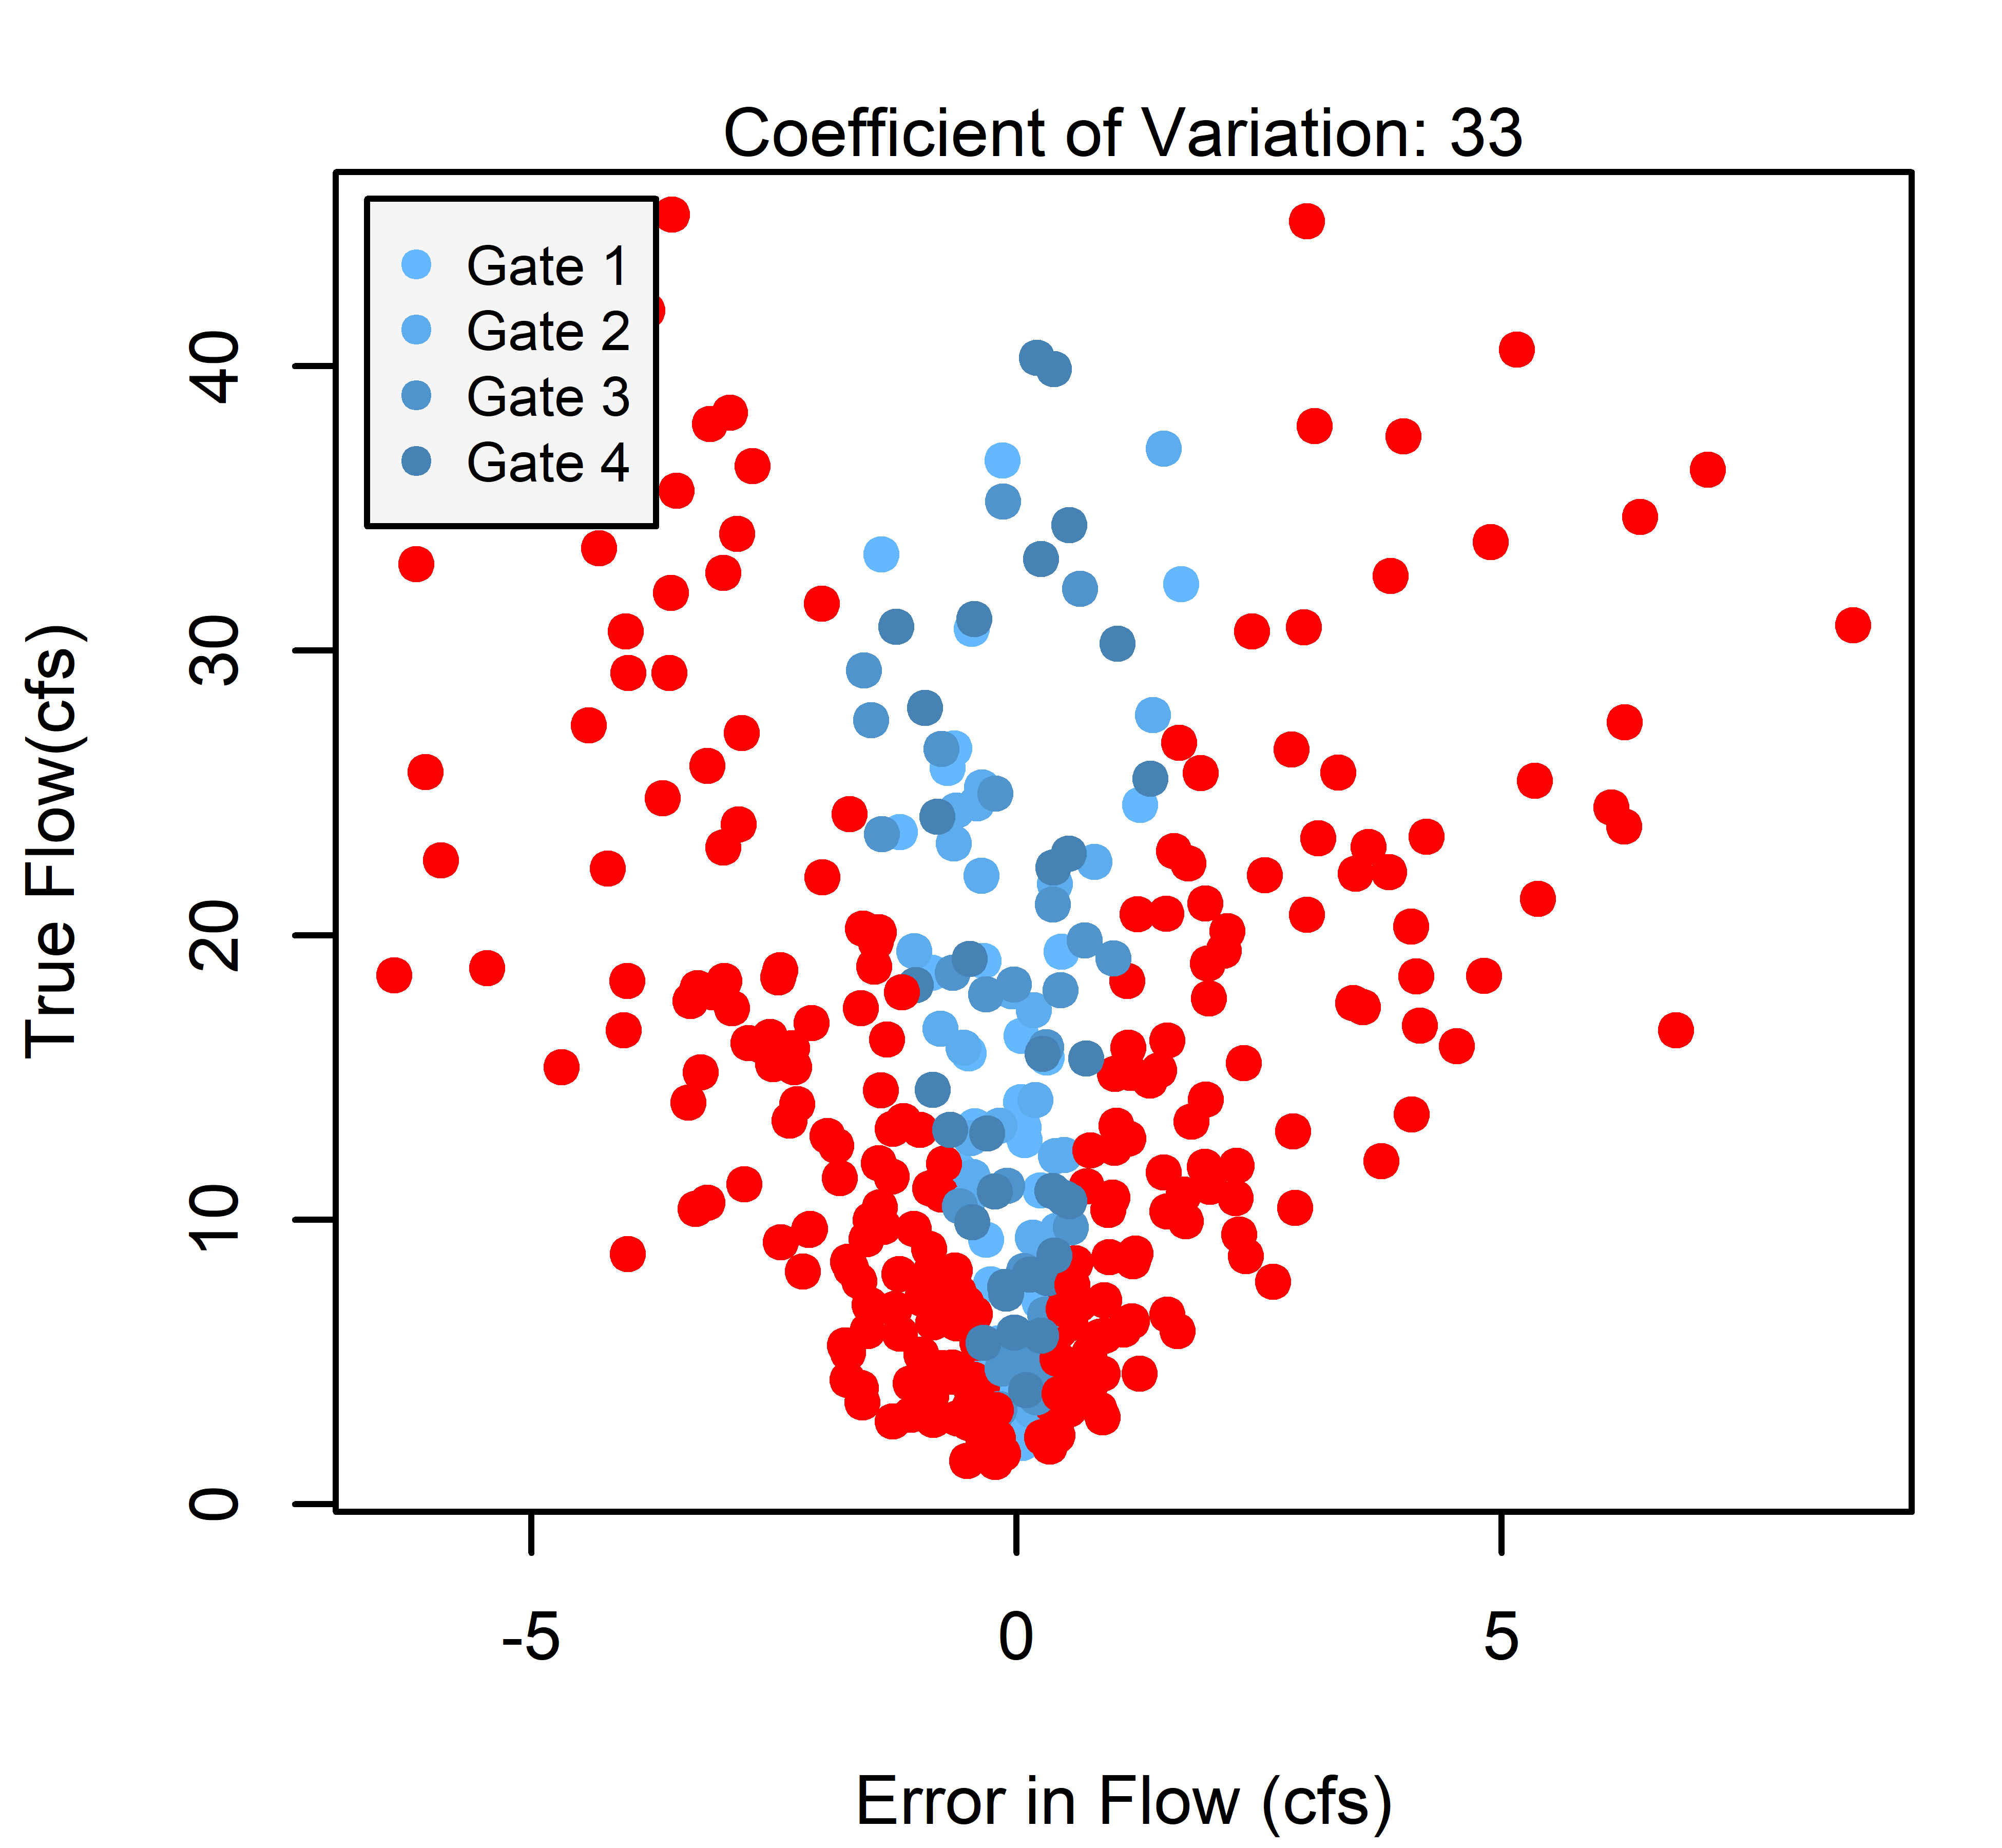 Coefficient of Variation: 33
Gate 1
Gate 2
Gate 3
Gate 4
True Flow(cfs)
40
30
20
10
0
-5 0 5
Error in Flow (cfs)